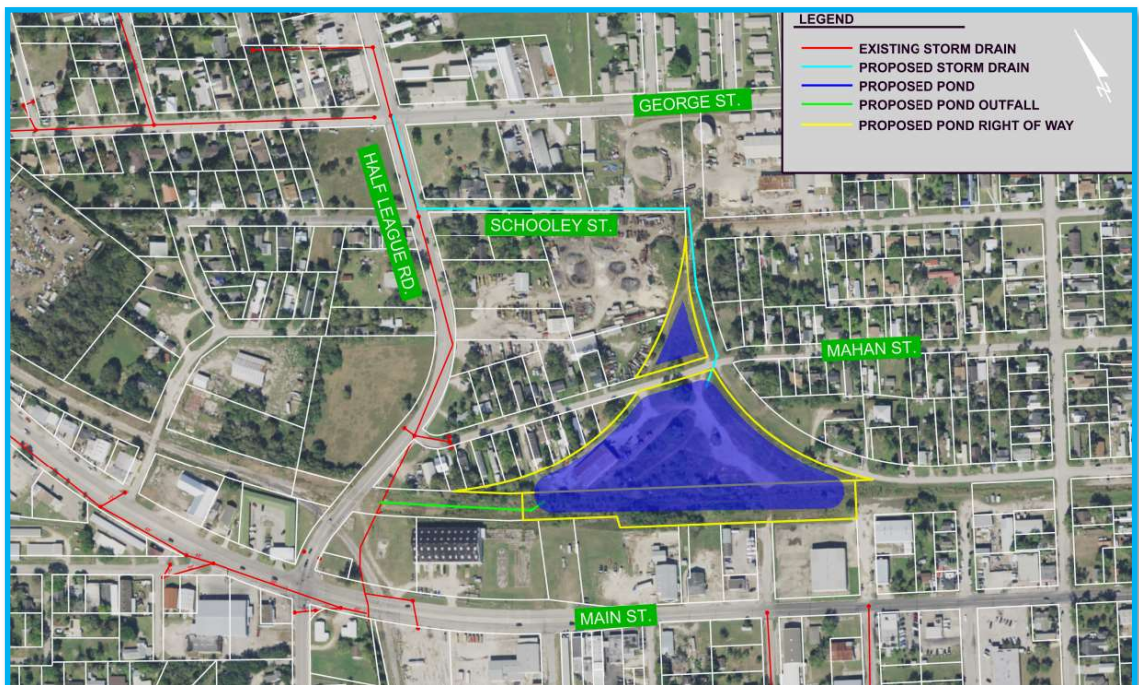 LEGEND
EXISTING STORM DRAIN
PROPOSED STORM DRAIN
PROPOSED POND
PROPOSED POND OUTFALL
PROPOSED POND RIGHT OF WAY
GEORGE ST.
HALF LEAGUE RD.
SCHOOLEY ST.
MAHAN ST.
MAIN ST.